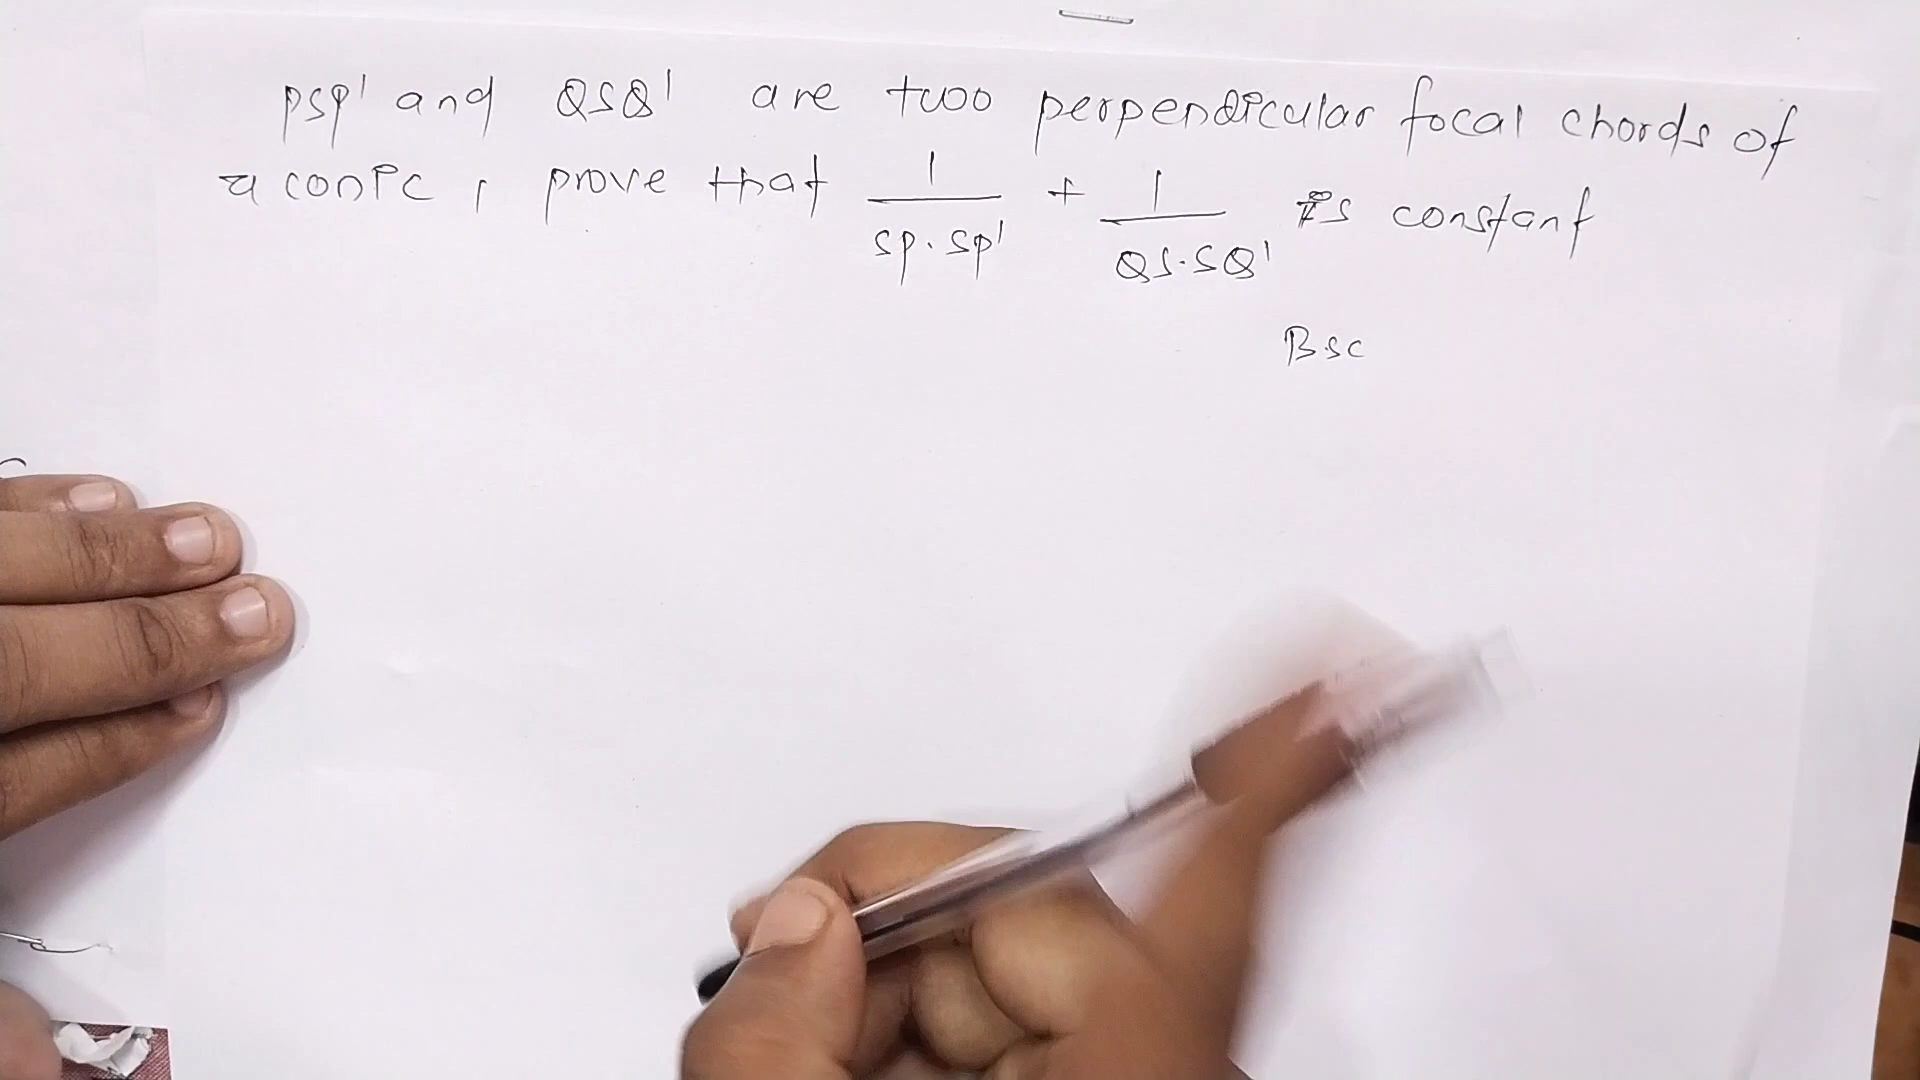 PSP' and QSQ' are two perpendicular focal chords of
a conic, prove that 1/SP.SP' + 1/QS.SQ' is constant
Bsc